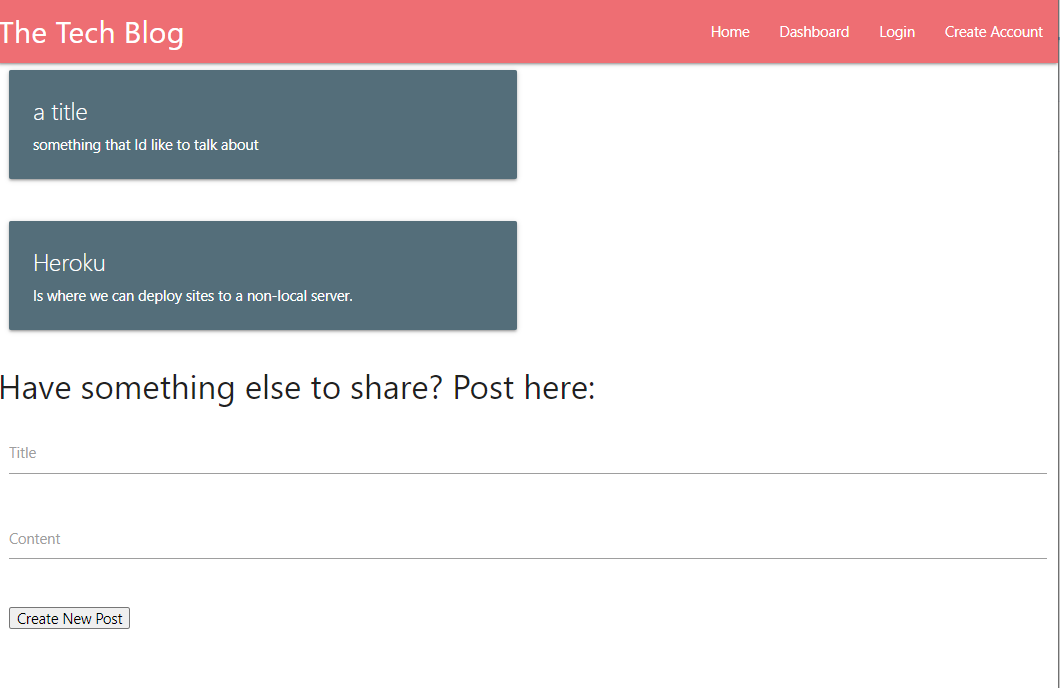 The Tech Blog
Home Dashboard Login Create Account
a title
something that Id like to talk about
Heroku
Is where we can deploy sites to a non-local server.
Have something else to share? Post here:
Title
Content
Create New Post